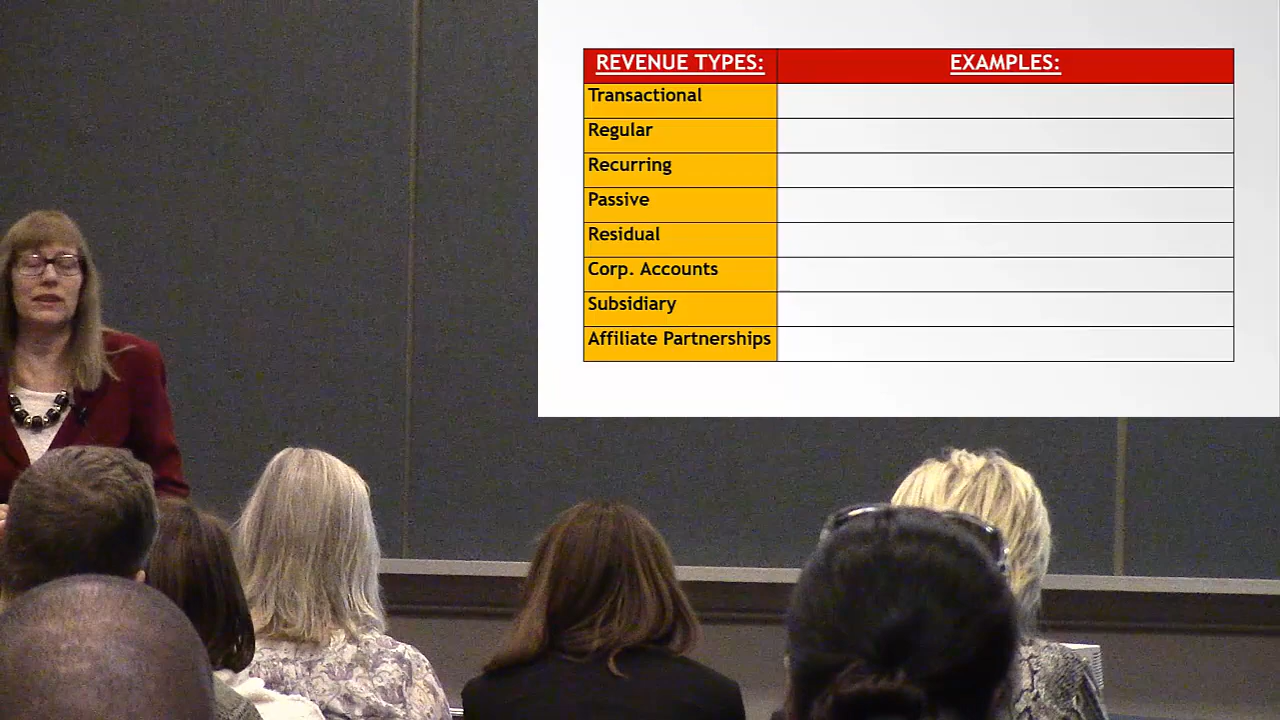 REVENUE TYPES: EXAMPLES:
Transactional
Regular
Recurring
Passive
Residual
Corp. Accounts
Subsidiary
Affiliate Partnerships